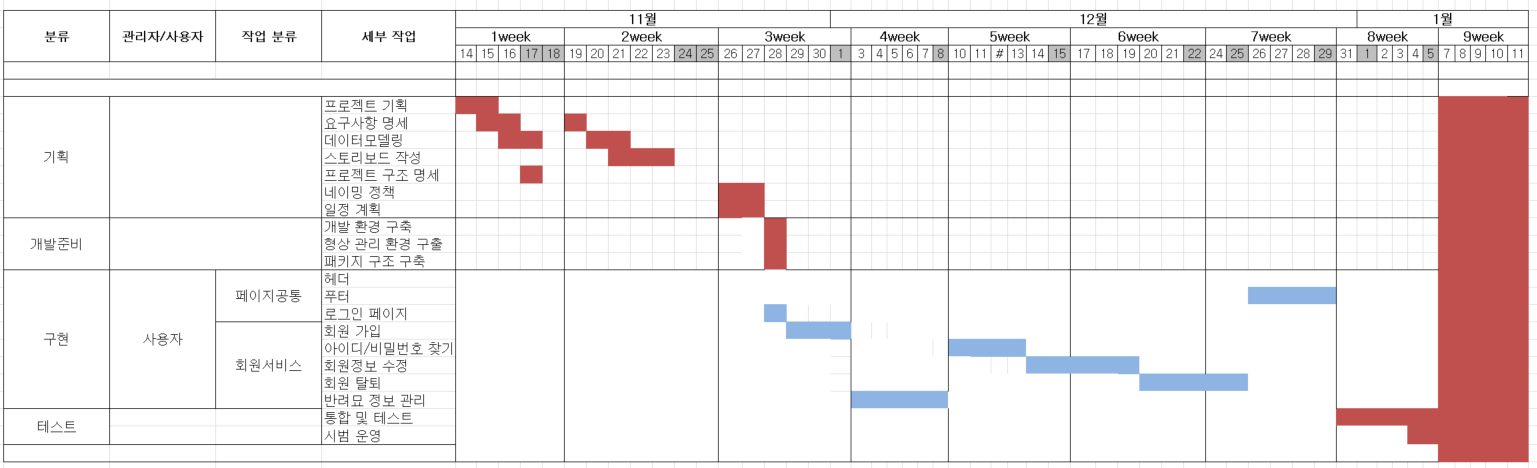 11월 12월 1월
분류 관리자/사용자 작업 분류 세부 작업
1week 2week 3week 4week 5week 6week 7week 8week 9week
14 15 16 17 18 19 20 21 22 23 24 25 26 27 28 29 30 1 3 4 5 6 7 8 10 11 # 13 14 15 17 18 19 20 21 22 24 25 26 27 28 29 31 1 2 3 4 5 7 8 9 10 11
프로젝트 기획
요구사항 명세
데이터모델링
기획 스토리보드 작성
프로젝트 구조 명세
네이밍 정책
일정 계획
개발 환경 구축
개발준비 형상 관리 환경 구출
패키지 구조 구축
헤더
페이지공통 푸터
로그인 페이지
회원 가입
구현 사용자 아이디/비밀번호 찾기
회원서비스 회원정보 수정
회원 탈퇴
반려묘 정보 관리
테스트 통합 및 테스트
시범 운영